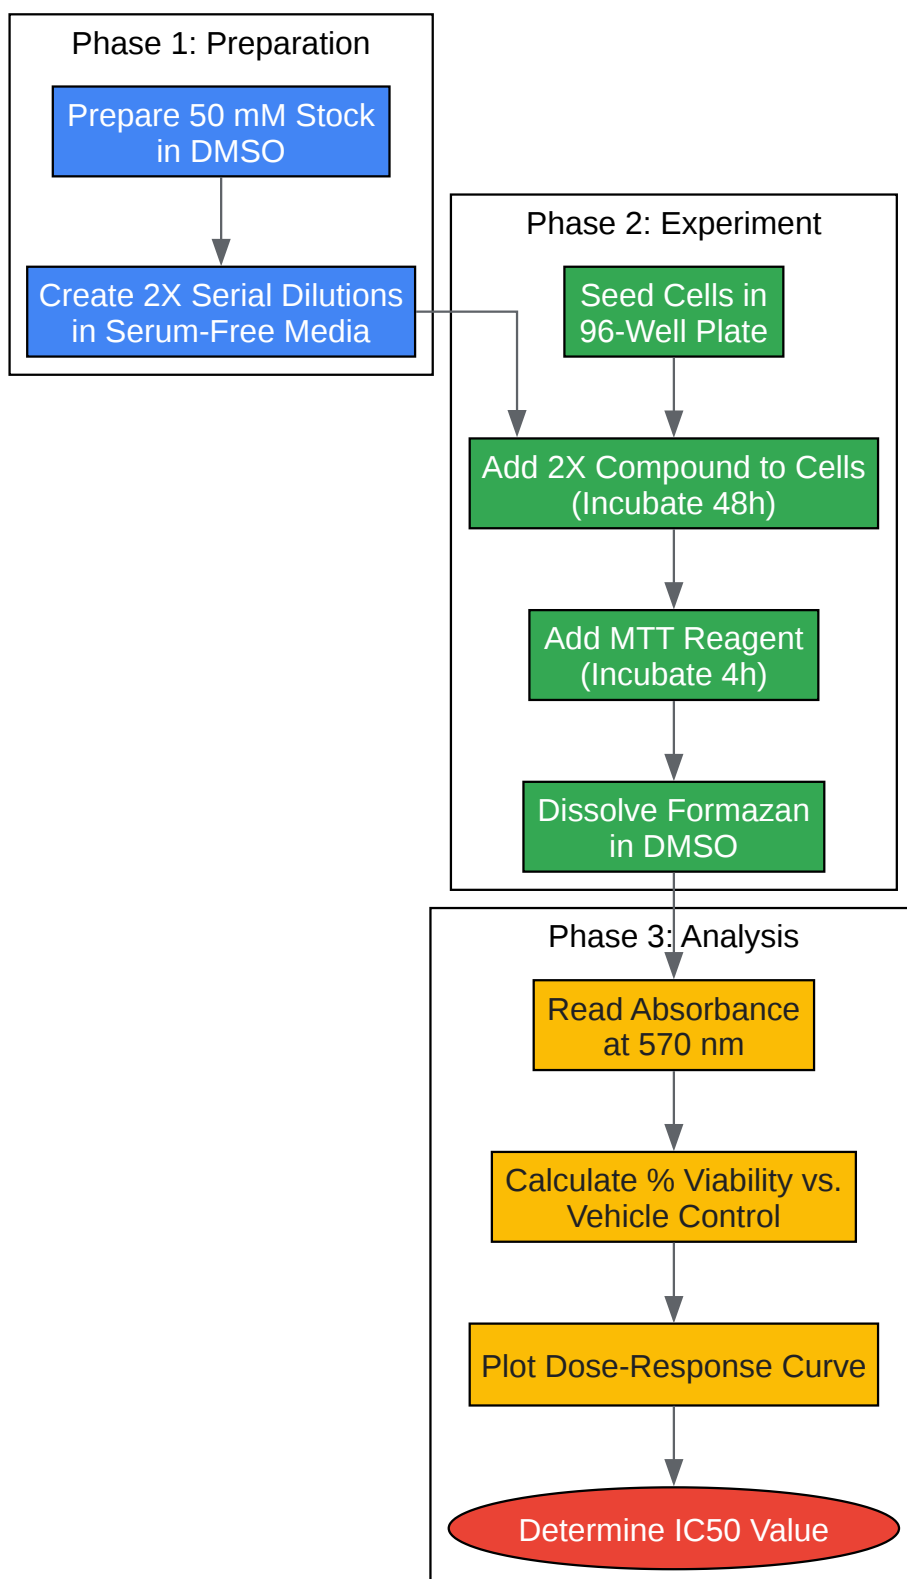 Phase 1: Preparation
Prepare 50 mM Stock
in DMSO
Create 2X Serial Dilutions
in Serum-Free Media
Phase 2: Experiment
Seed Cells in
96-Well Plate
Add 2X Compound to Cells
(Incubate 48h)
Add MTT Reagent
(Incubate 4h)
Dissolve Formazan
in DMSO
Phase 3: Analysis
Read Absorbance
at 570 nm
Calculate % Viability vs.
Vehicle Control
Plot Dose-Response Curve
Determine IC50 Value